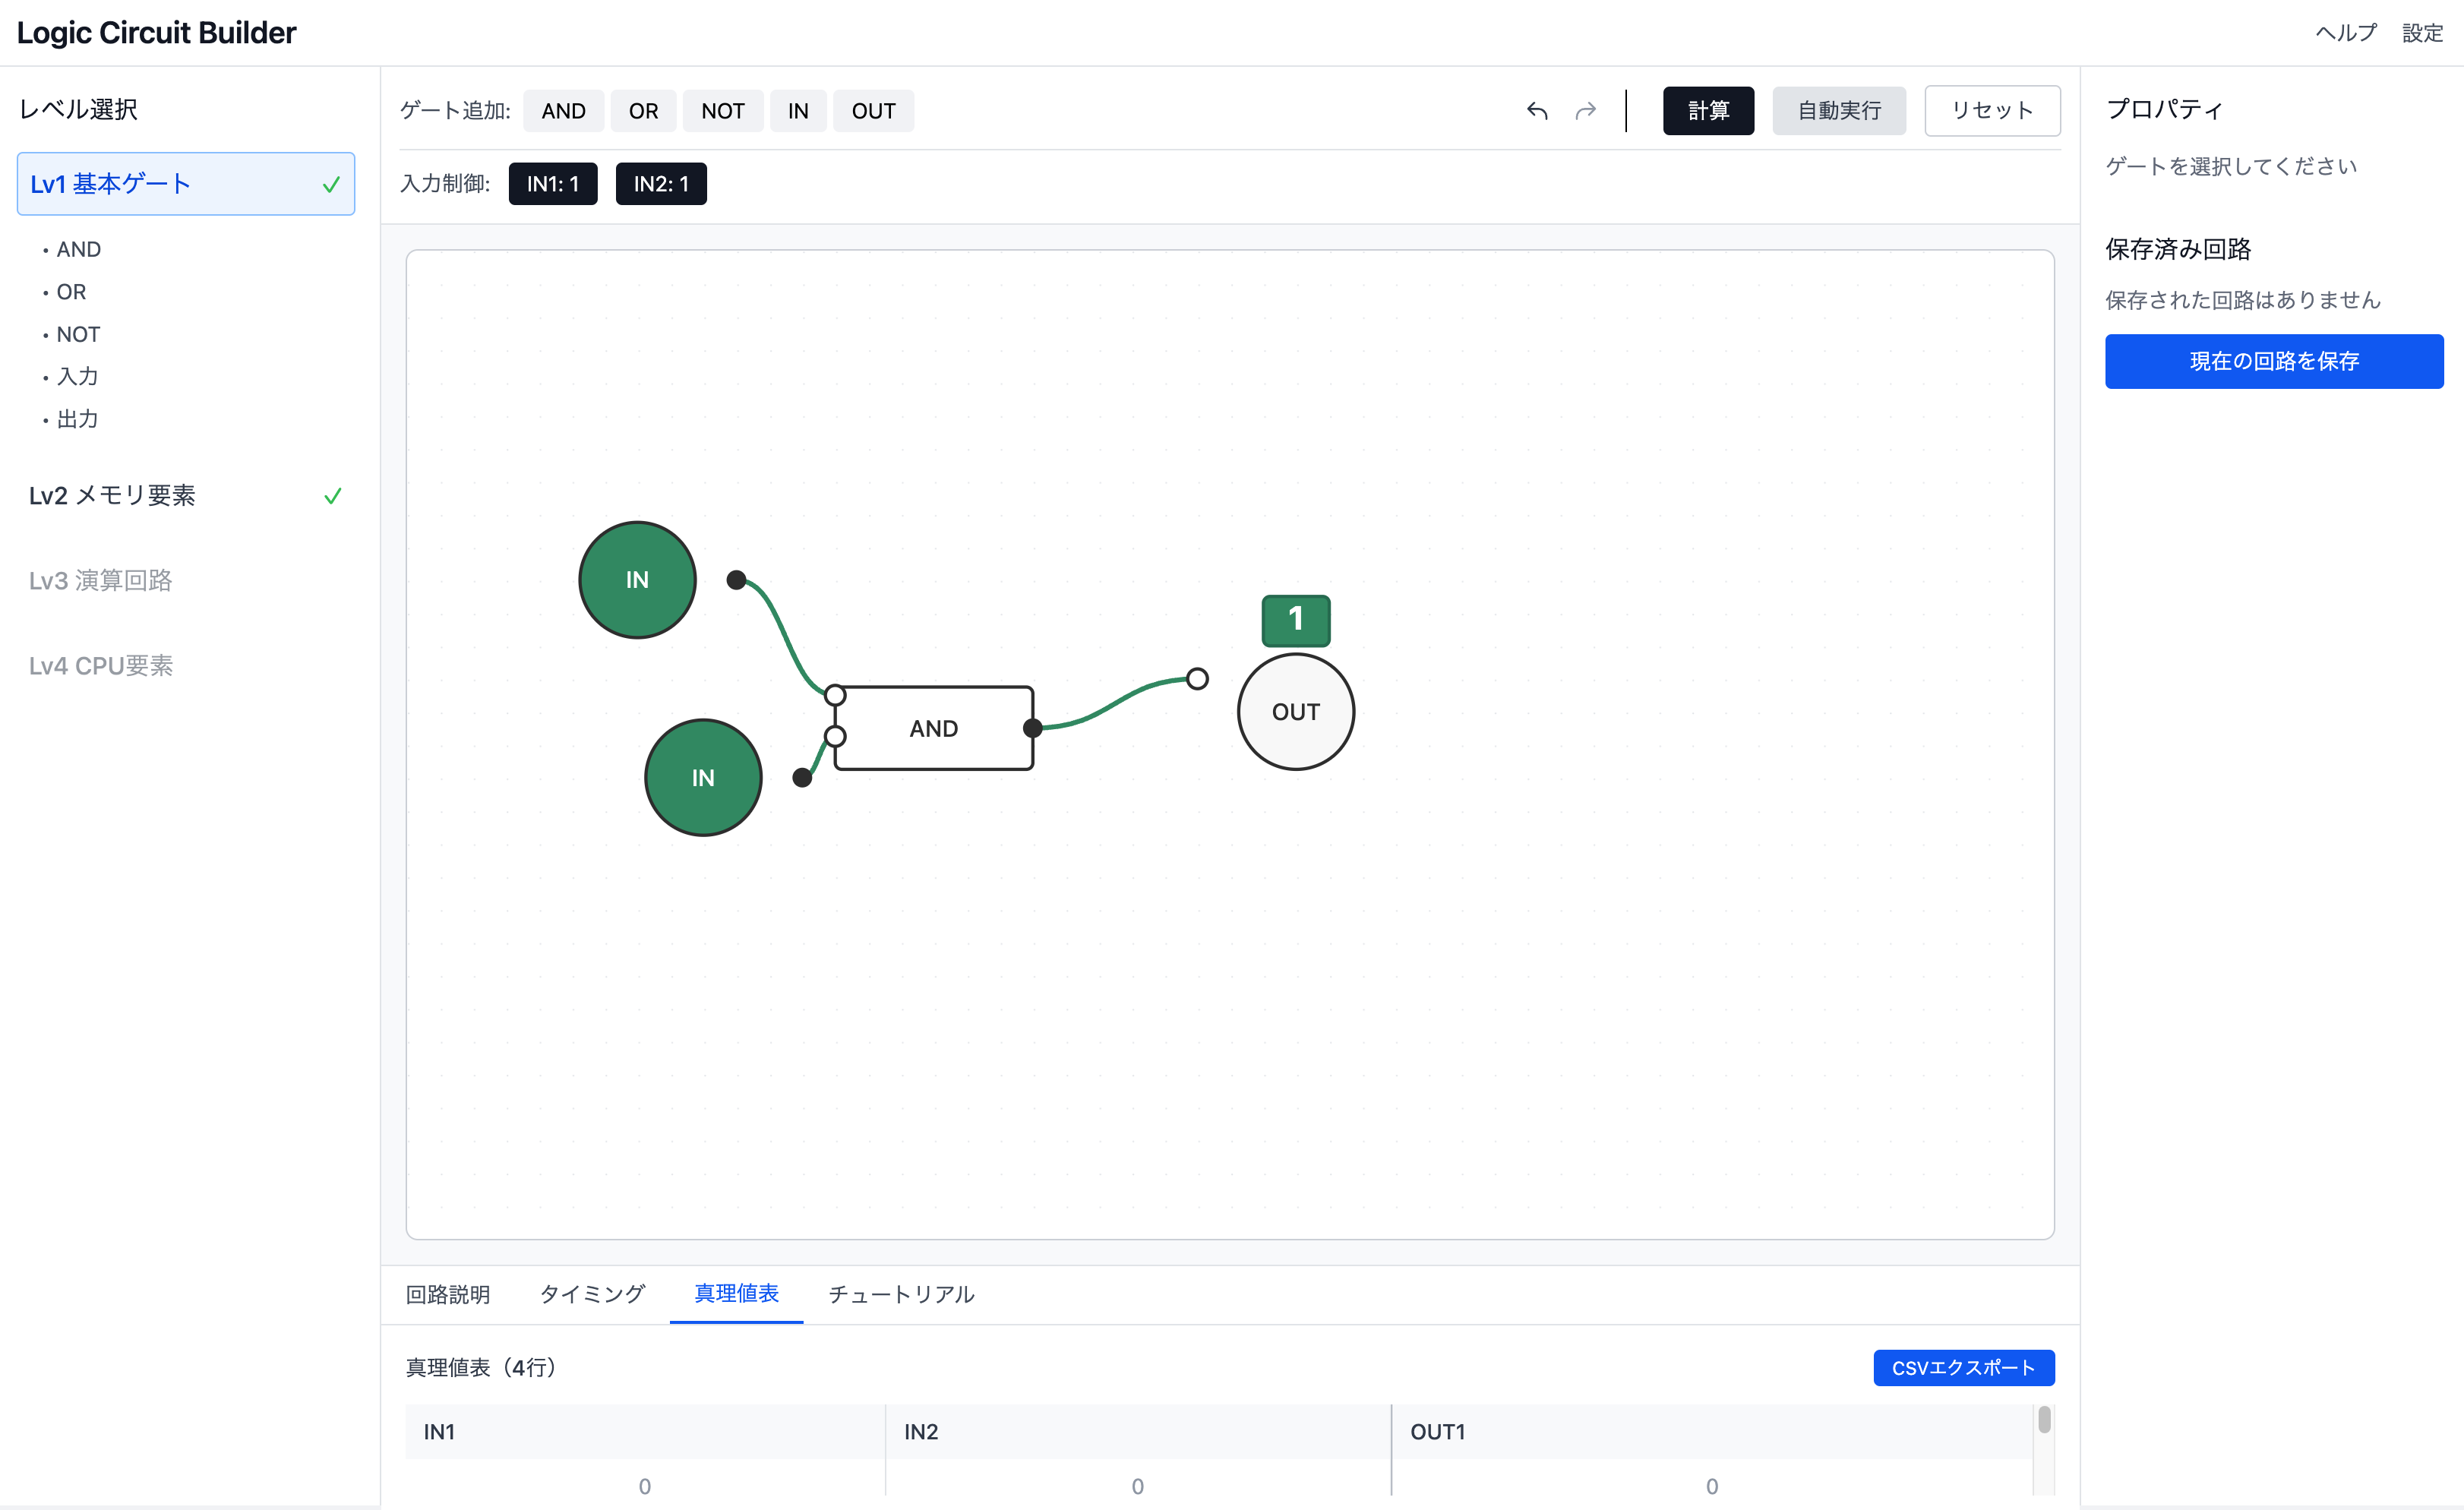 Logic Circuit Builder
ヘルプ 設定
レベル選択
Lv1 基本ゲート ✓
• AND
• OR
• NOT
• 入力
• 出力
Lv2 メモリ要素 ✓
Lv3 演算回路
Lv4 CPU要素
ゲート追加: AND OR NOT IN OUT
計算 自動実行 リセット
入力制御: IN1: 1 IN2: 1
IN
1
OUT
AND
IN
回路説明 タイミング 真理値表 チュートリアル
真理値表（4行）
CSVエクスポート
IN1 IN2 OUT1
0 0 0
プロパティ
ゲートを選択してください
保存済み回路
保存された回路はありません
現在の回路を保存